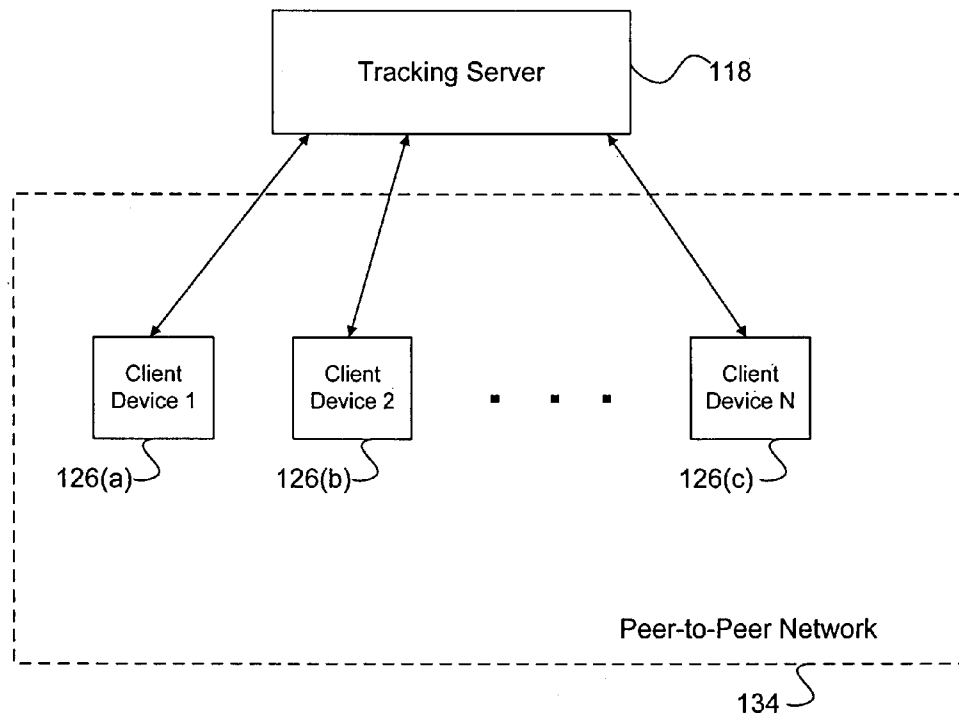 Tracking Server
118
Client
Device 1
Client
Device 2
Client
Device N
126(a)
126(b)
126(c)
Peer-to-Peer Network
134